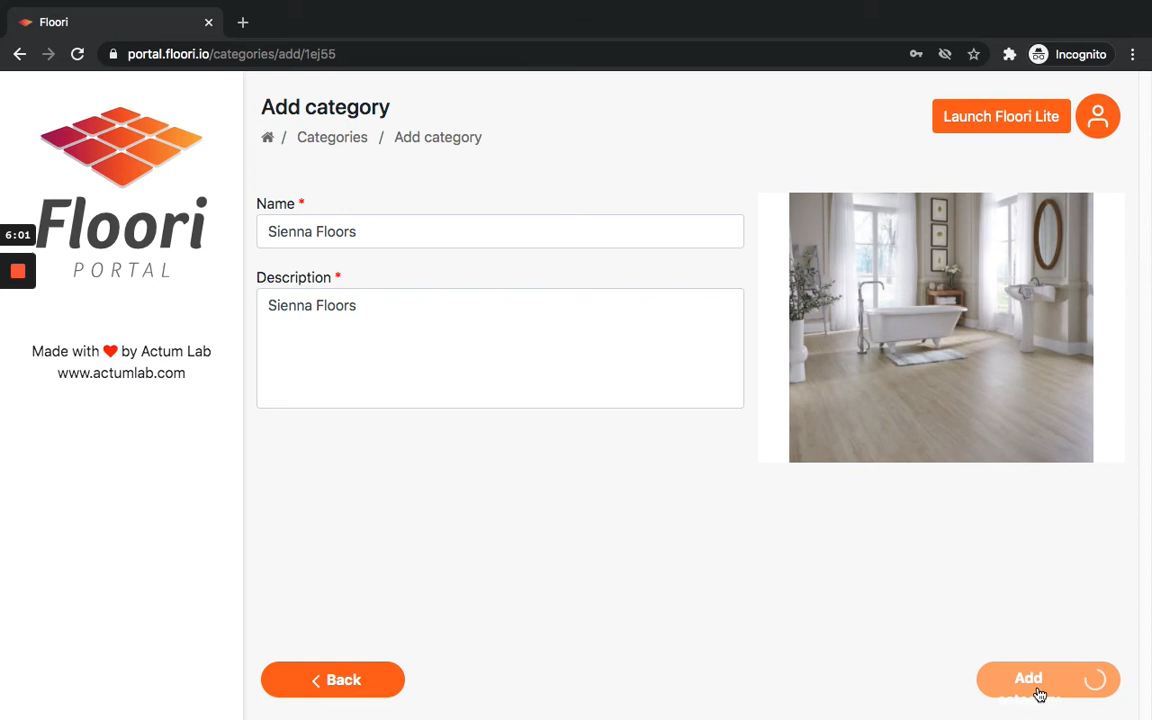 Floori
portal.floori.io/categories/add/1ej55
Incognito
Floori
PORTAL
6:01
Made with ❤ by Actum Lab
www.actumlab.com
Add category
/ Categories / Add category
Launch Floori Lite
Name *
Sienna Floors
Description *
Sienna Floors
Back
Add